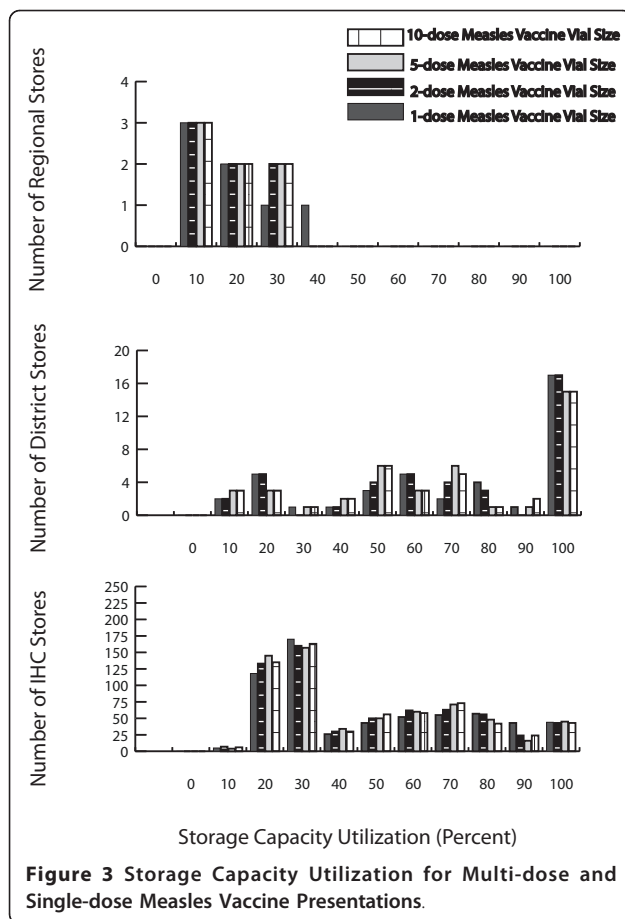 10-dose Measles Vaccine Vial Size
5-dose Measles Vaccine Vial Size
2-dose Measles Vaccine Vial Size
1-dose Measles Vaccine Vial Size
Number of Regional Stores
4
3
2
1
0
0 10 20 30 40 50 60 70 80 90 100
Number of District Stores
20
16
12
8
4
0
0 10 20 30 40 50 60 70 80 90 100
Number of IHC Stores
250
225
200
175
150
125
100
75
50
25
0
0 10 20 30 40 50 60 70 80 90 100
Storage Capacity Utilization (Percent)
Figure 3 Storage Capacity Utilization for Multi-dose and
Single-dose Measles Vaccine Presentations.